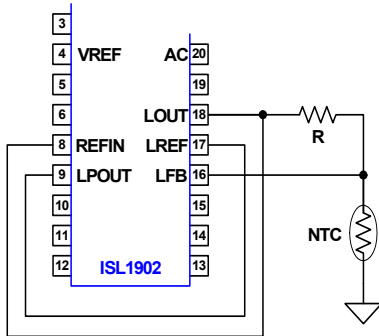 3
4 VREF AC 20
5 19
6 LOUT 18
8 REFIN LREF 17
R
9 LPOUT LFB 16
10 15
NTC
11 14
12 ISL1902 13